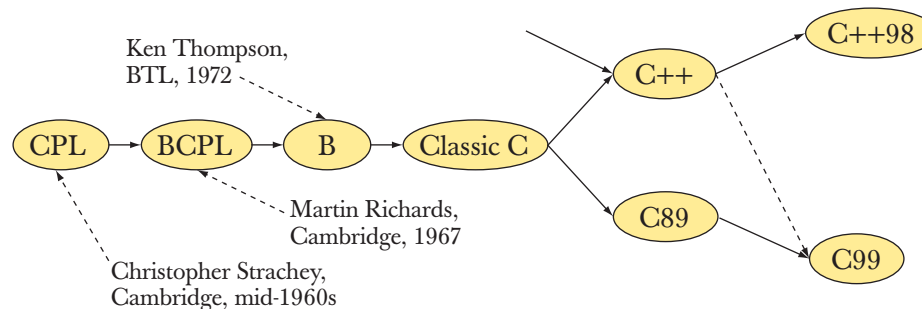 Ken Thompson,
BTL, 1972
C++98
C++
CPL
BCPL
B
Classic C
Martin Richards,
Cambridge, 1967
C89
C99
Christopher Strachey,
Cambridge, mid-1960s